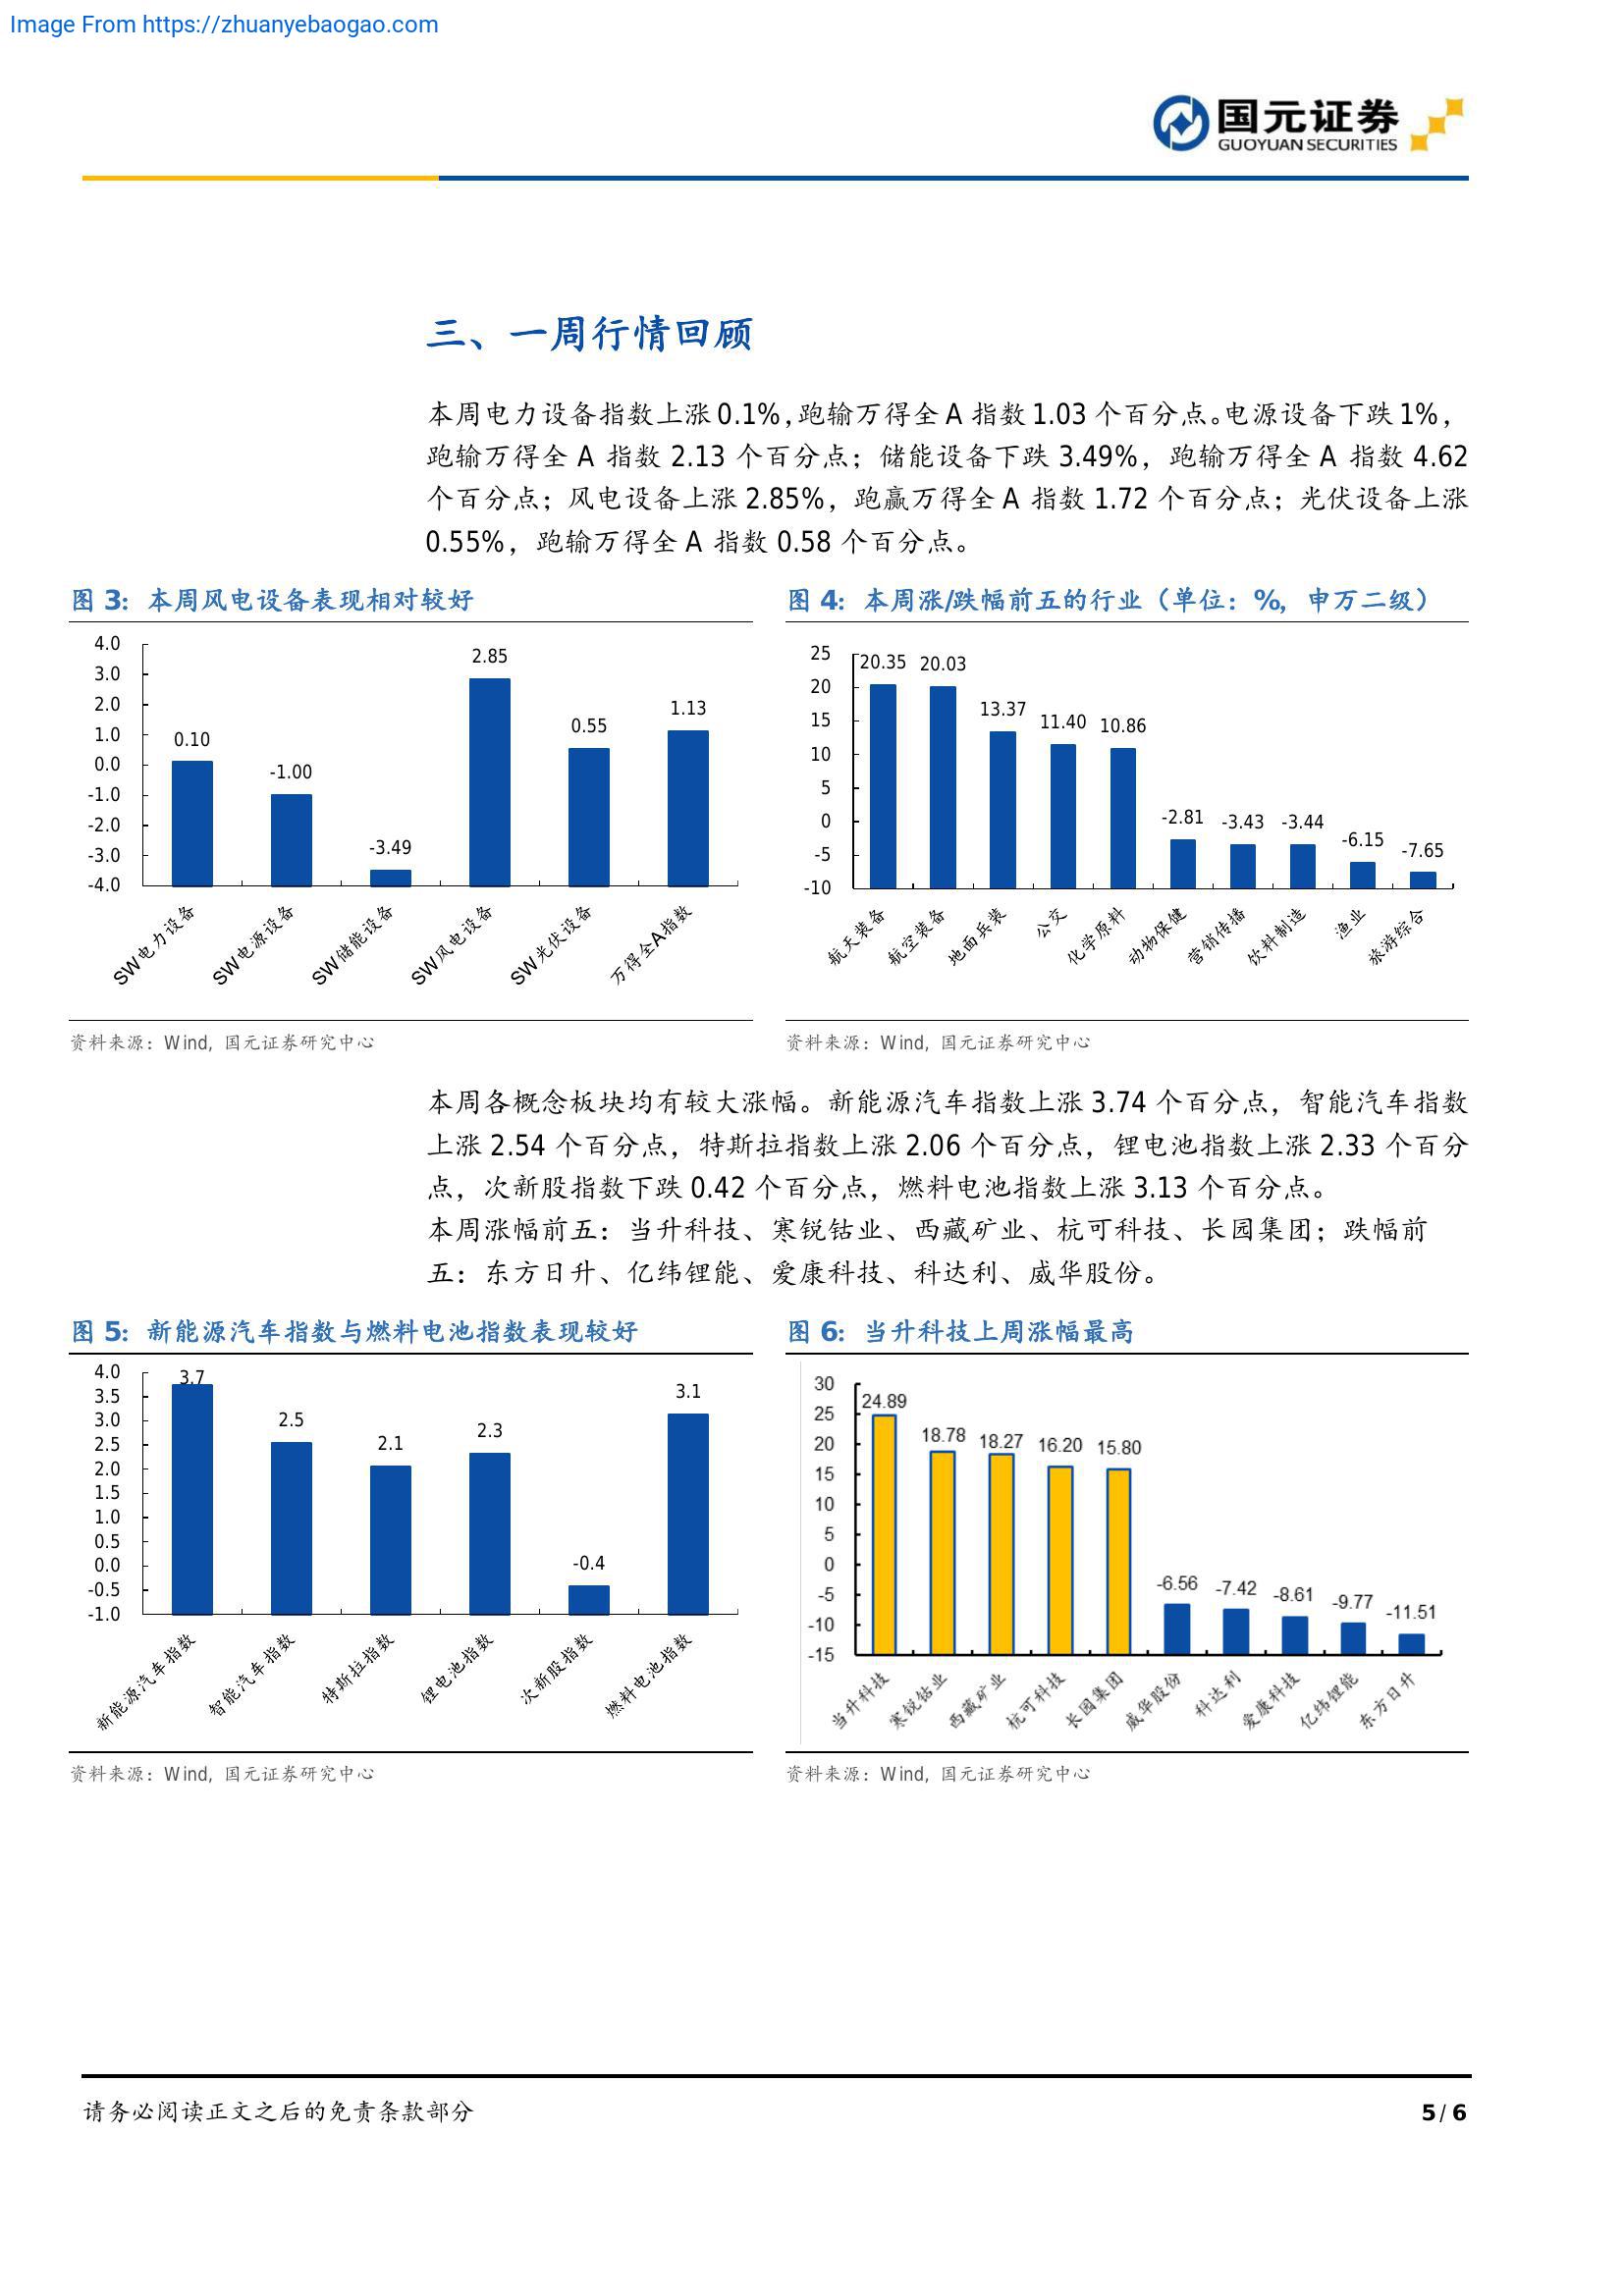 Image From https://zhuanyebaogao.com
国元证券
GUOYUAN SECURITIES
三、一周行情回顾
本周电力设备指数上涨0.1%,跑输万得全A 指数1.03 个百分点。电源设备下跌1%，
跑输万得全 A 指数 2.13 个百分点；储能设备下跌 3.49%，跑输万得全 A 指数 4.62
个百分点；风电设备上涨 2.85%，跑赢万得全 A 指数 1.72 个百分点；光伏设备上涨
0.55%，跑输万得全 A 指数 0.58 个百分点。
图 3：本周风电设备表现相对较好
4.0
3.0
2.0
1.0
0.0
-1.0
-2.0
-3.0
-4.0
0.10
-1.00
-3.49
2.85
0.55
1.13
SW电力设备
SW电源设备
SW储能设备
SW风电设备
SW光伏设备
万得全A指数
资料来源：Wind，国元证券研究中心
图 4：本周涨/跌幅前五的行业（单位：%，申万二级）
25
20
15
10
5
0
-5
-10
20.35
20.03
13.37
11.40
10.86
-2.81
-3.43
-3.44
-6.15
-7.65
航天装备
航空装备
地面兵装
公交
化学原料
动物保健
营销传播
饮料制造
渔业
旅游综合
资料来源：Wind，国元证券研究中心
本周各概念板块均有较大涨幅。新能源汽车指数上涨 3.74 个百分点，智能汽车指数
上涨 2.54 个百分点，特斯拉指数上涨 2.06 个百分点，锂电池指数上涨 2.33 个百分
点，次新股指数下跌 0.42 个百分点，燃料电池指数上涨 3.13 个百分点。
本周涨幅前五：当升科技、寒锐钴业、西藏矿业、杭可科技、长园集团；跌幅前
五：东方日升、亿纬锂能、爱康科技、科达利、威华股份。
图 5：新能源汽车指数与燃料电池指数表现较好
4.0
3.5
3.0
2.5
2.0
1.5
1.0
0.5
0.0
-0.5
-1.0
3.7
2.5
2.1
2.3
-0.4
3.1
新能源汽车指数
智能汽车指数
特斯拉指数
锂电池指数
次新股指数
燃料电池指数
资料来源：Wind，国元证券研究中心
图 6：当升科技上周涨幅最高
30
25
20
15
10
5
0
-5
-10
-15
24.89
18.78
18.27
16.20
15.80
-6.56
-7.42
-8.61
-9.77
-11.51
当升科技
寒锐钴业
西藏矿业
杭可科技
长园集团
威华股份
科达利
爱康科技
亿纬锂能
东方日升
资料来源：Wind，国元证券研究中心
请务必阅读正文之后的免责条款部分
5 / 6